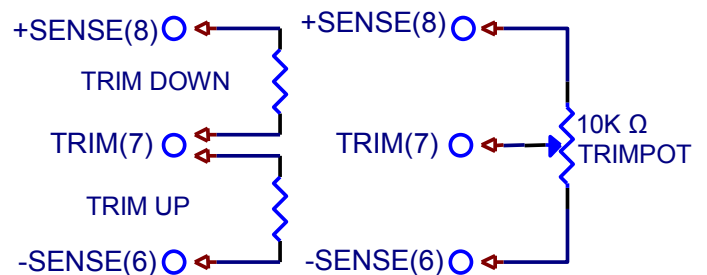 +SENSE(8)
TRIM DOWN
TRIM(7)
TRIM UP
-SENSE(6)
+SENSE(8)
10K Ω
TRIM(7)
TRIMPOT
-SENSE(6)